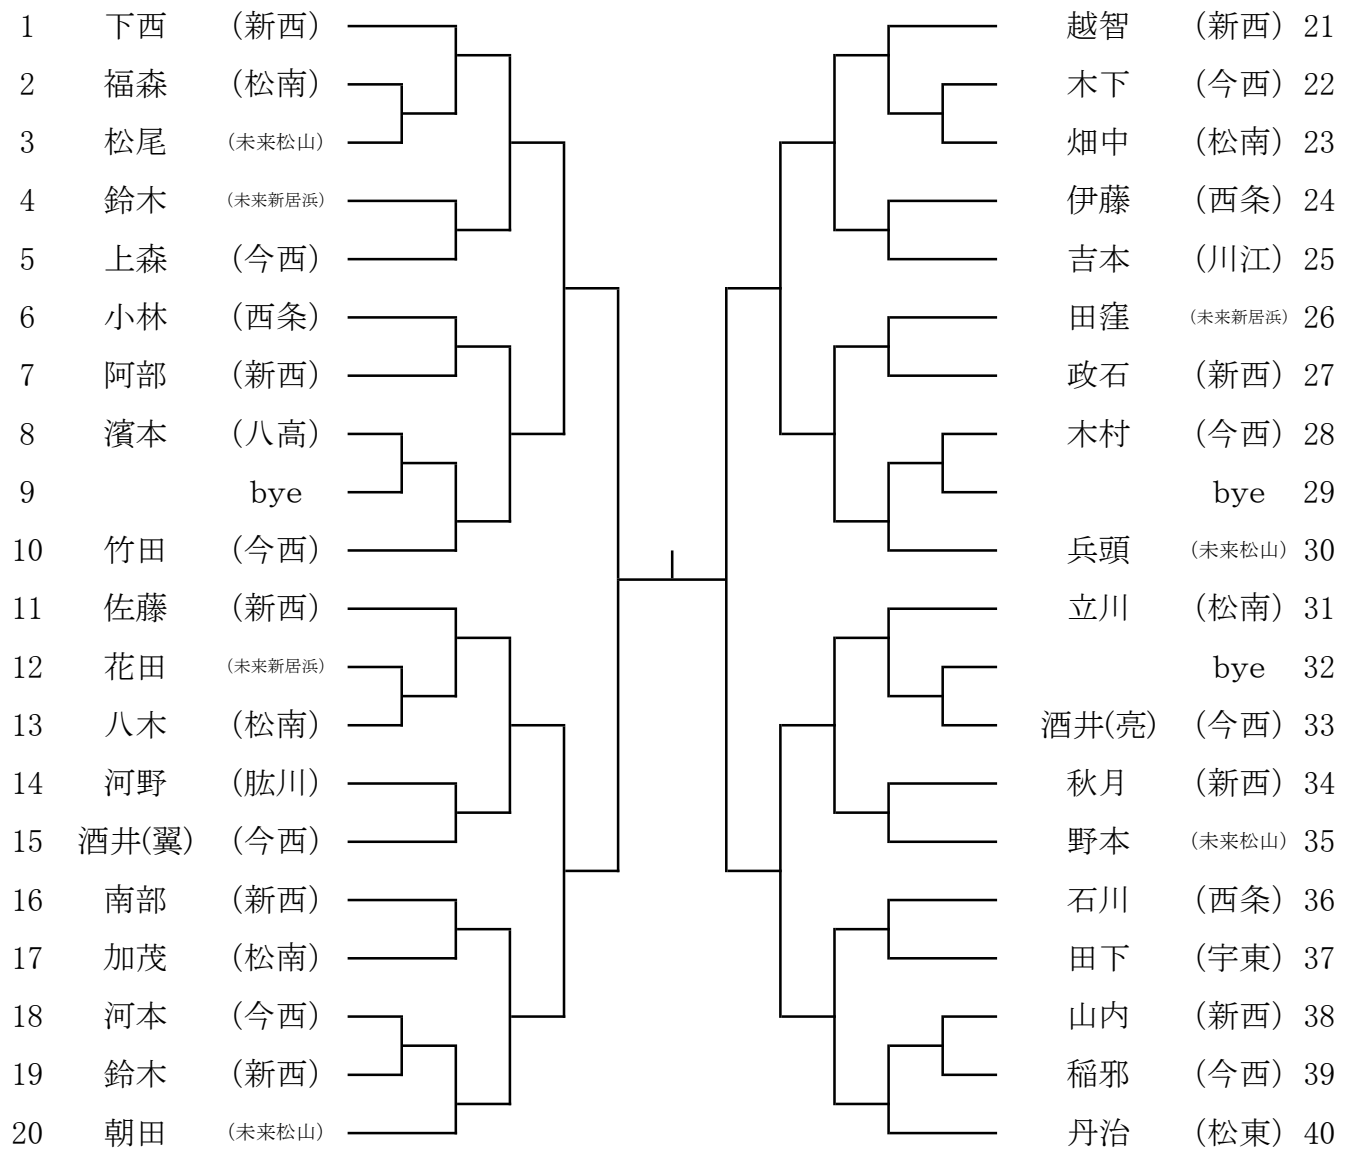 1 下西 (新西) 越智 (新西) 21
2 福森 (松南) 木下 (今西) 22
3 松尾 (未来松山) 畑中 (松南) 23
4 鈴木 (未来新居浜) 伊藤 (西条) 24
5 上森 (今西) 吉本 (川江) 25
6 小林 (西条) 田窪 (未来新居浜) 26
7 阿部 (新西) 政石 (新西) 27
8 濱本 (八高) 木村 (今西) 28
9 bye bye 29
10 竹田 (今西) 兵頭 (未来松山) 30
11 佐藤 (新西) 立川 (松南) 31
12 花田 (未来新居浜) bye 32
13 八木 (松南) 酒井(亮) (今西) 33
14 河野 (肱川) 秋月 (新西) 34
15 酒井(翼) (今西) 野本 (未来松山) 35
16 南部 (新西) 石川 (西条) 36
17 加茂 (松南) 田下 (宇東) 37
18 河本 (今西) 山内 (新西) 38
19 鈴木 (新西) 稲邪 (今西) 39
20 朝田 (未来松山) 丹治 (松東) 40